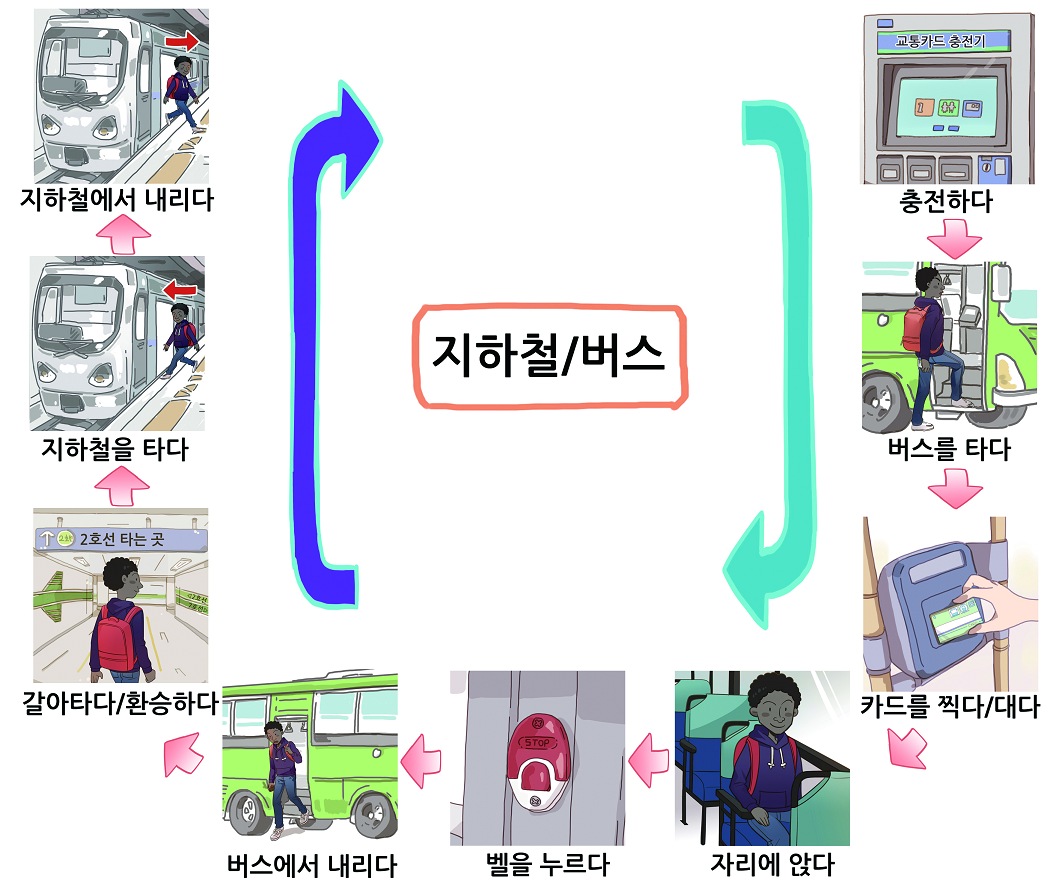 지하철/버스
교통카드 충전기
충전하다
버스를 타다
카드를 찍다/대다
자리에 앉다
STOP
벨을 누르다
버스에서 내리다
2호선 타는 곳
2호선
갈아타다/환승하다
지하철을 타다
지하철에서 내리다